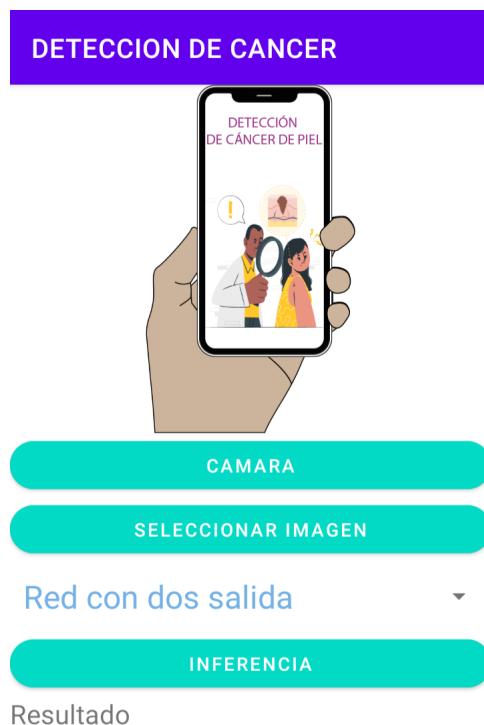 DETECCION DE CANCER
DETECCIÓN
DE CÁNCER DE PIEL
CAMARA
SELECCIONAR IMAGEN
Red con dos salida
INFERENCIA
Resultado